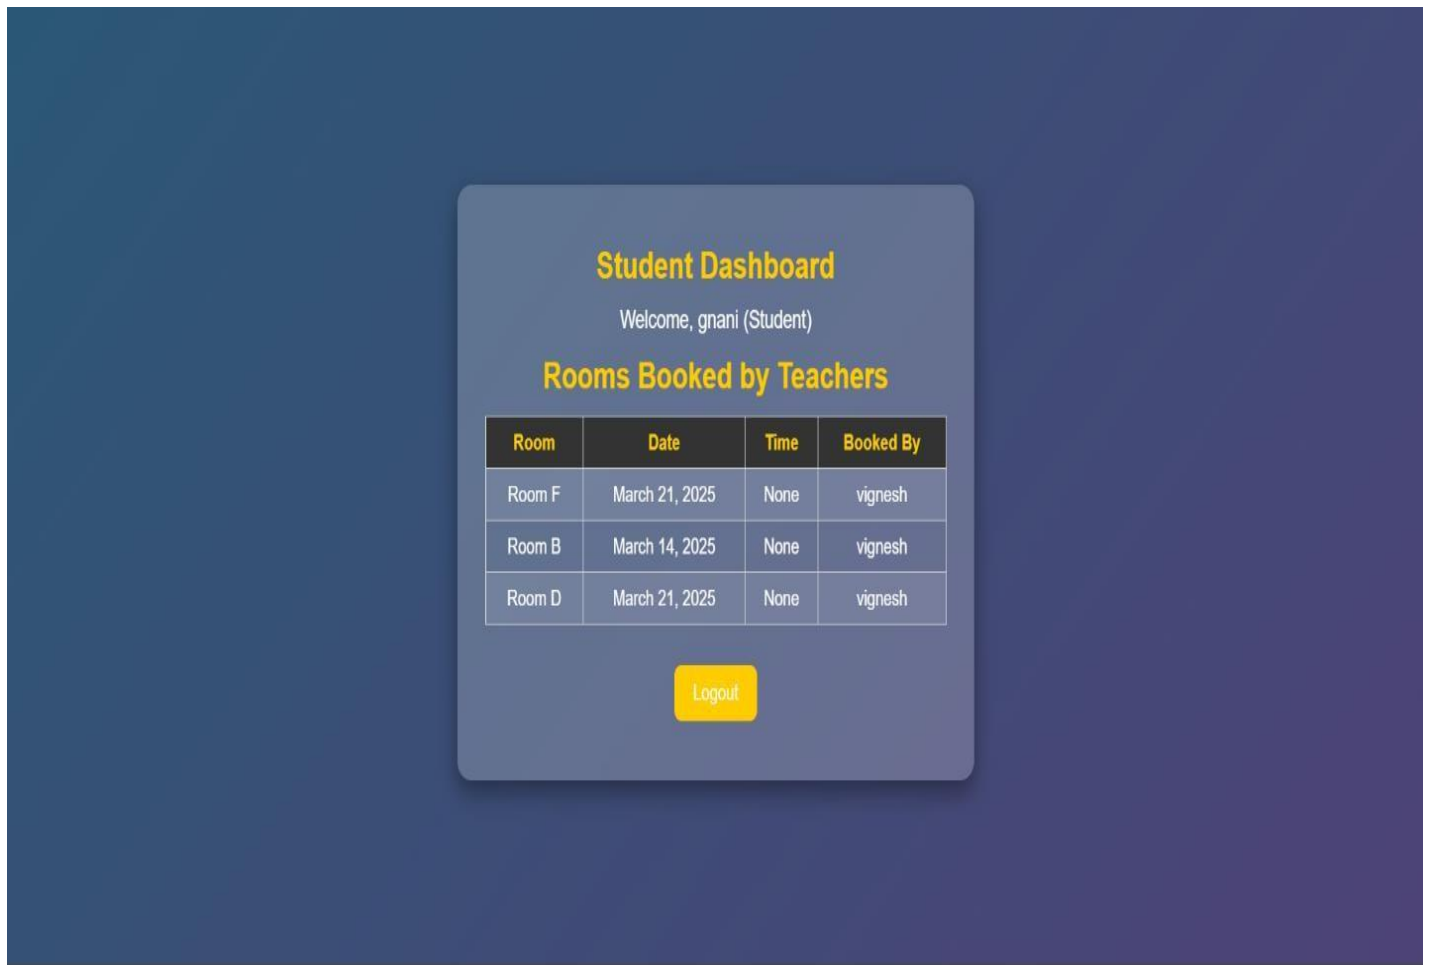 Student Dashboard
Welcome, gnani (Student)
Rooms Booked by Teachers
Room Date Time Booked By
Room F March 21, 2025 None vignesh
Room B March 14, 2025 None vignesh
Room D March 21, 2025 None vignesh
Logout